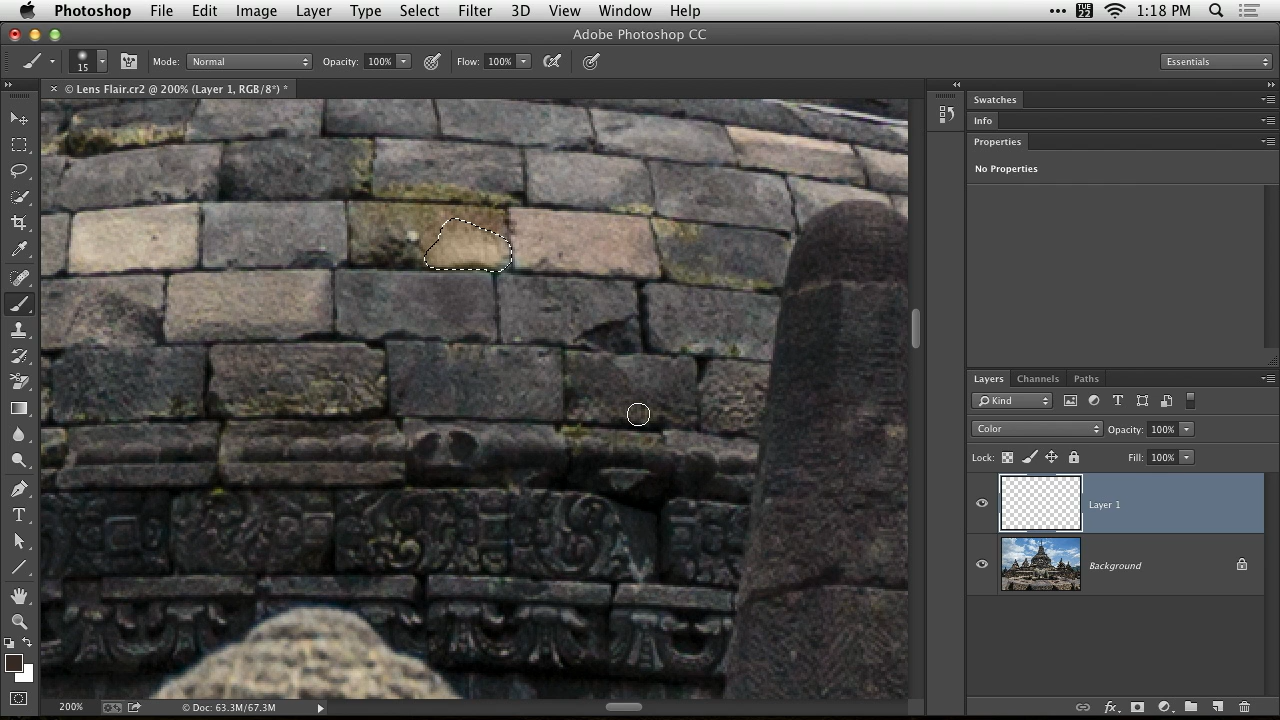 Photoshop File Edit Image Layer Type Select Filter 3D View Window Help TUE 22 1:18 PM
Adobe Photoshop CC
15 Mode: Normal Opacity: 100% Flow: 100% Essentials
× © Lens Flair.cr2 @ 200% (Layer 1, RGB/8*) *
Swatches
Info
Properties
No Properties
Layers Channels Paths
Kind T
Color Opacity: 100%
Lock: Fill: 100%
Layer 1
Background
200% © Doc: 63.3M/67.3M fx